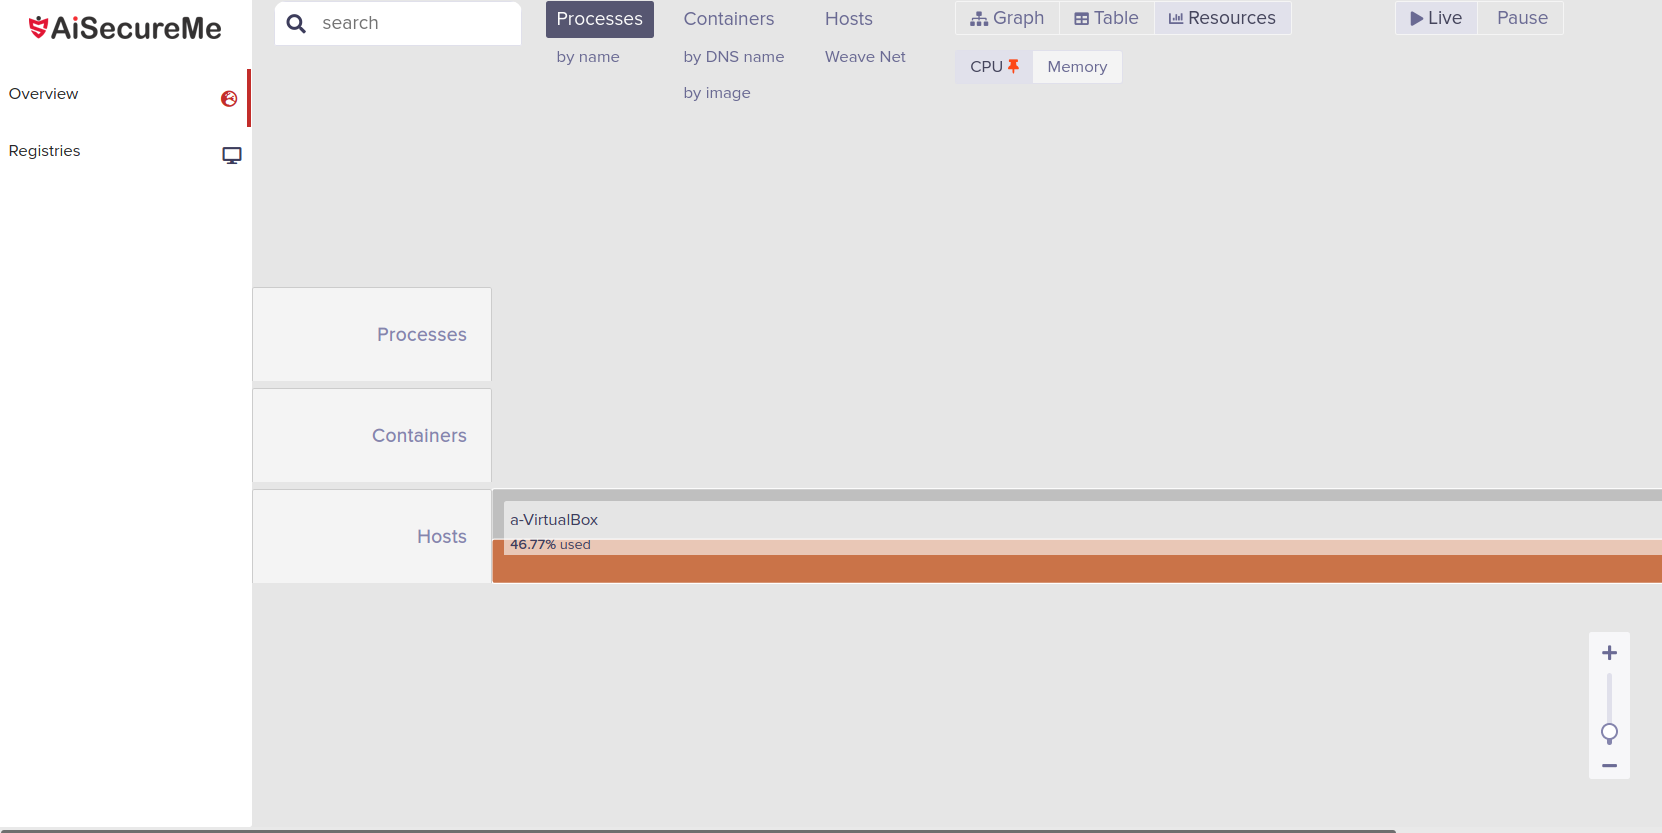 AiSecureMe
Overview
Registries
search
Processes
by name
Containers
by DNS name
by image
Hosts
Weave Net
Graph
Table
Resources
CPU
Memory
Live
Pause
Processes
Containers
Hosts
a-VirtualBox
46.77% used